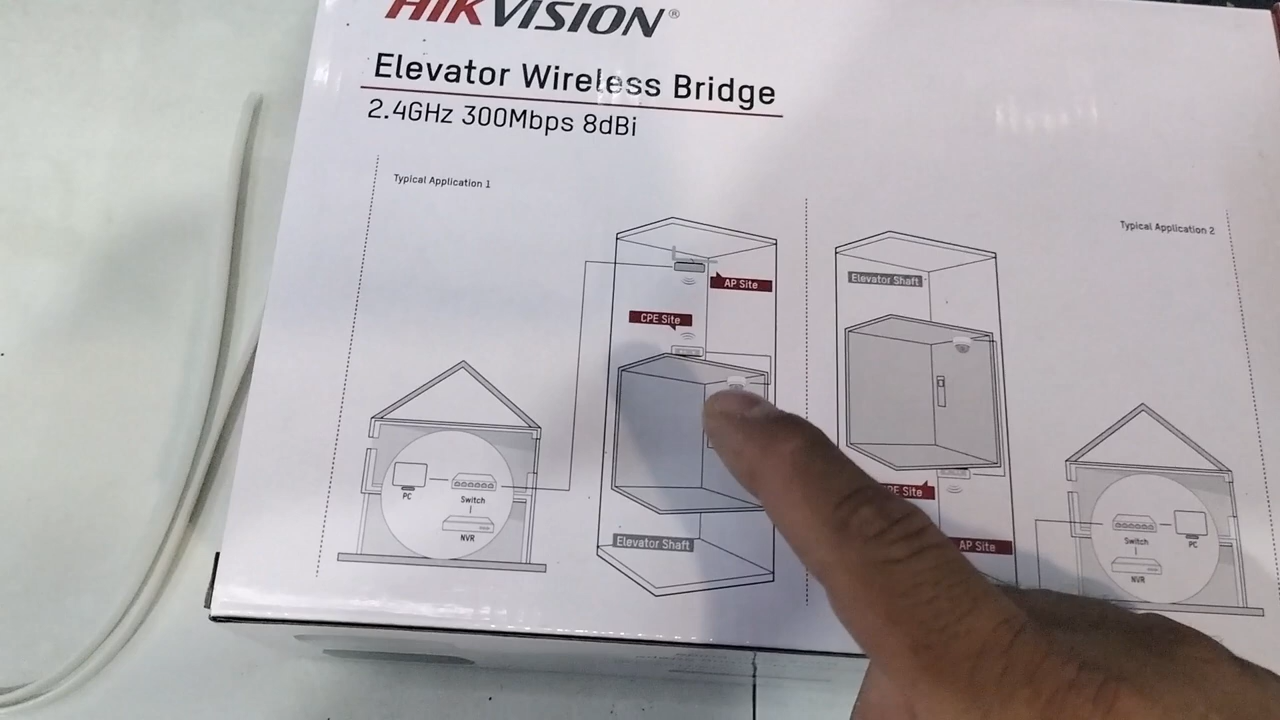 HIKVISION®
Elevator Wireless Bridge
2.4GHz 300Mbps 8dBi
Typical Application 1
AP Site
CPE Site
PC
Switch
NVR
Elevator Shaft
Typical Application 2
Elevator Shaft
Site
AP Site
Switch
PC
NVR